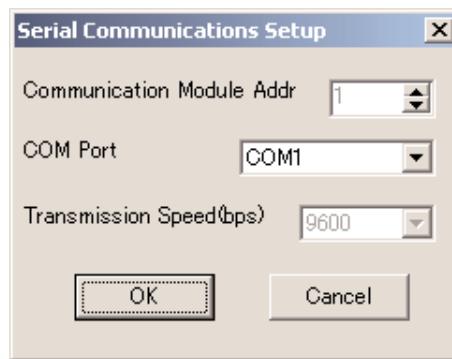 Serial Communications Setup
Communication Module Addr 1
COM Port COM1
Transmission Speed(bps) 9600
OK Cancel